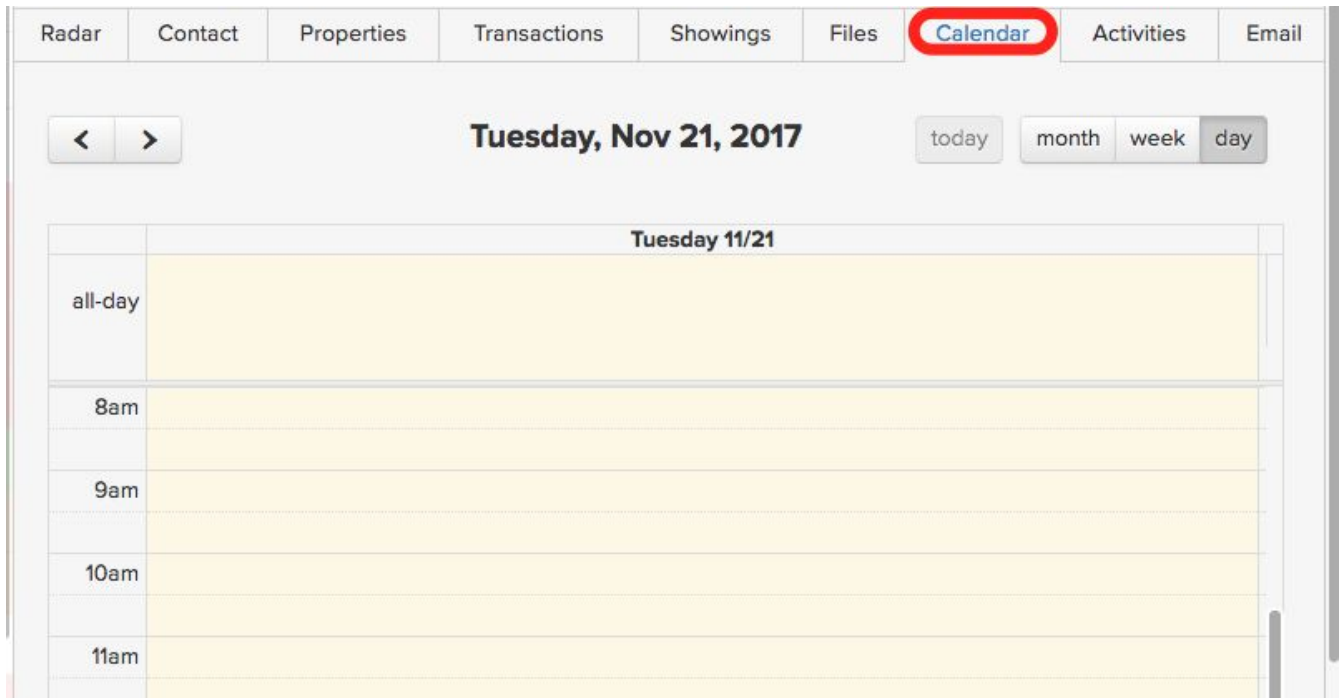 Radar Contact Properties Transactions Showings Files Calendar Activities Email
Tuesday, Nov 21, 2017 today month week day
Tuesday 11/21
all-day
8am
9am
10am
11am